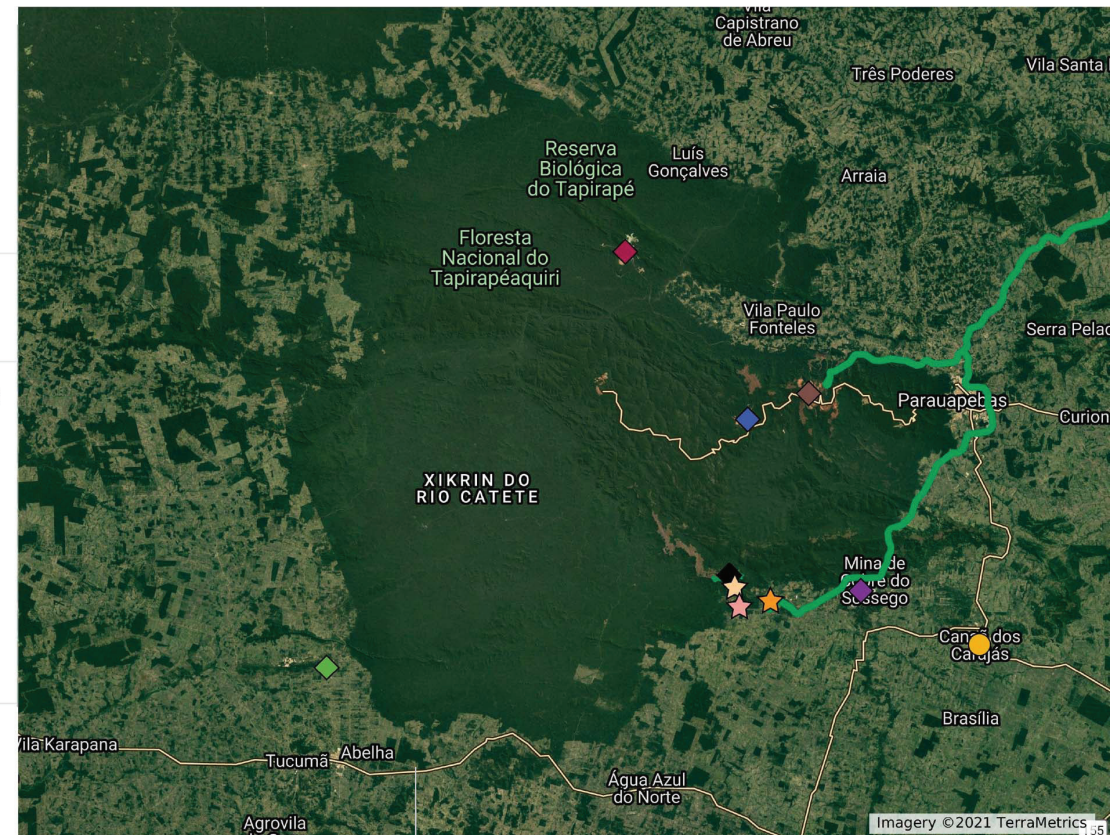 Vila
Capistrano
de Abreu
Três Poderes
Vila Santa
Reserva
Biológica
do Tapirapé
Luís
Gonçalves
Arraia
Floresta
Nacional do
Tapirapéaquiri
Vila Paulo
Fonteles
Serra Pelad
Parauapebas
Curion
XIKRIN DO
RIO CATETE
Mina de
Cobre do
Sossego
Canaã dos
Carajás
Brasília
Vila Karapana
Tucumã
Abelha
Água Azul
do Norte
Agrovila
Imagery ©2021 TerraMetrics